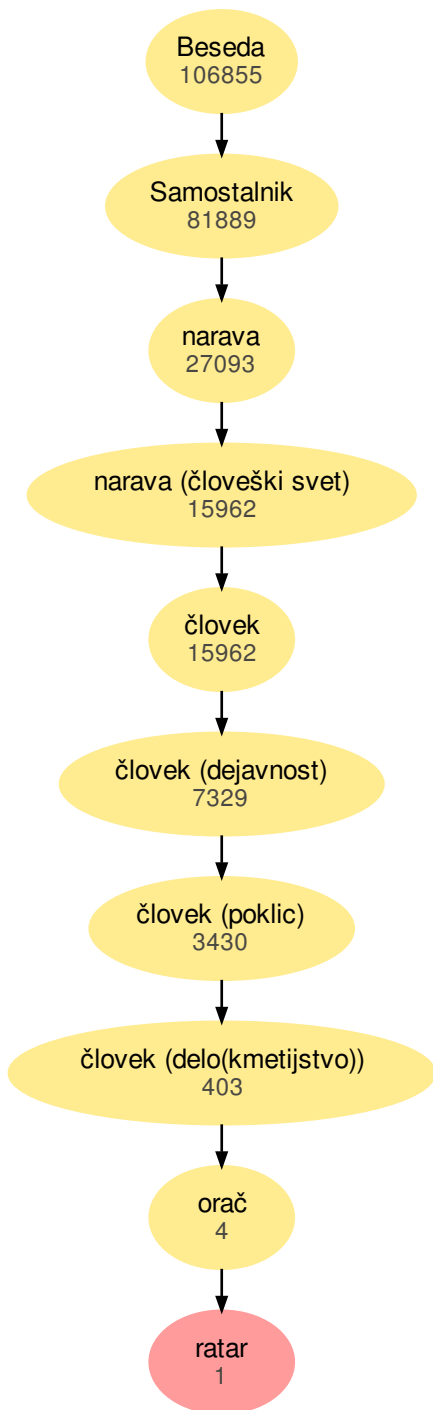 Beseda
106855
Samostalnik
81889
narava
27093
narava (človeški svet)
15962
človek
15962
človek (dejavnost)
7329
človek (poklic)
3430
človek (delo(kmetijstvo))
403
orač
4
ratar
1